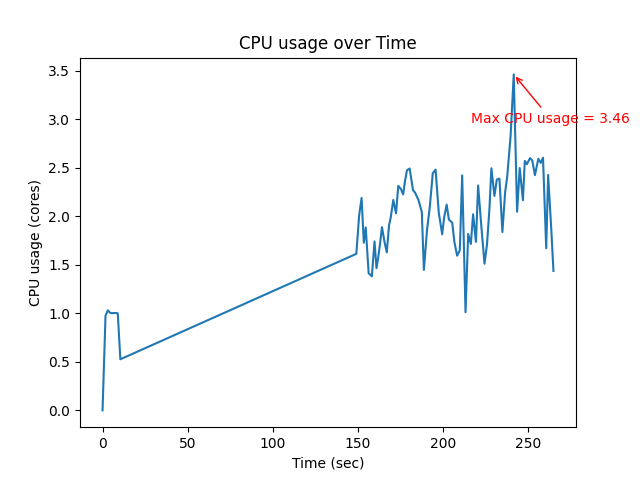 CPU usage over Time
3.5
3.0
2.5
2.0
1.5
1.0
0.5
0.0
CPU usage (cores)
Max CPU usage = 3.46
0 50 100 150 200 250
Time (sec)